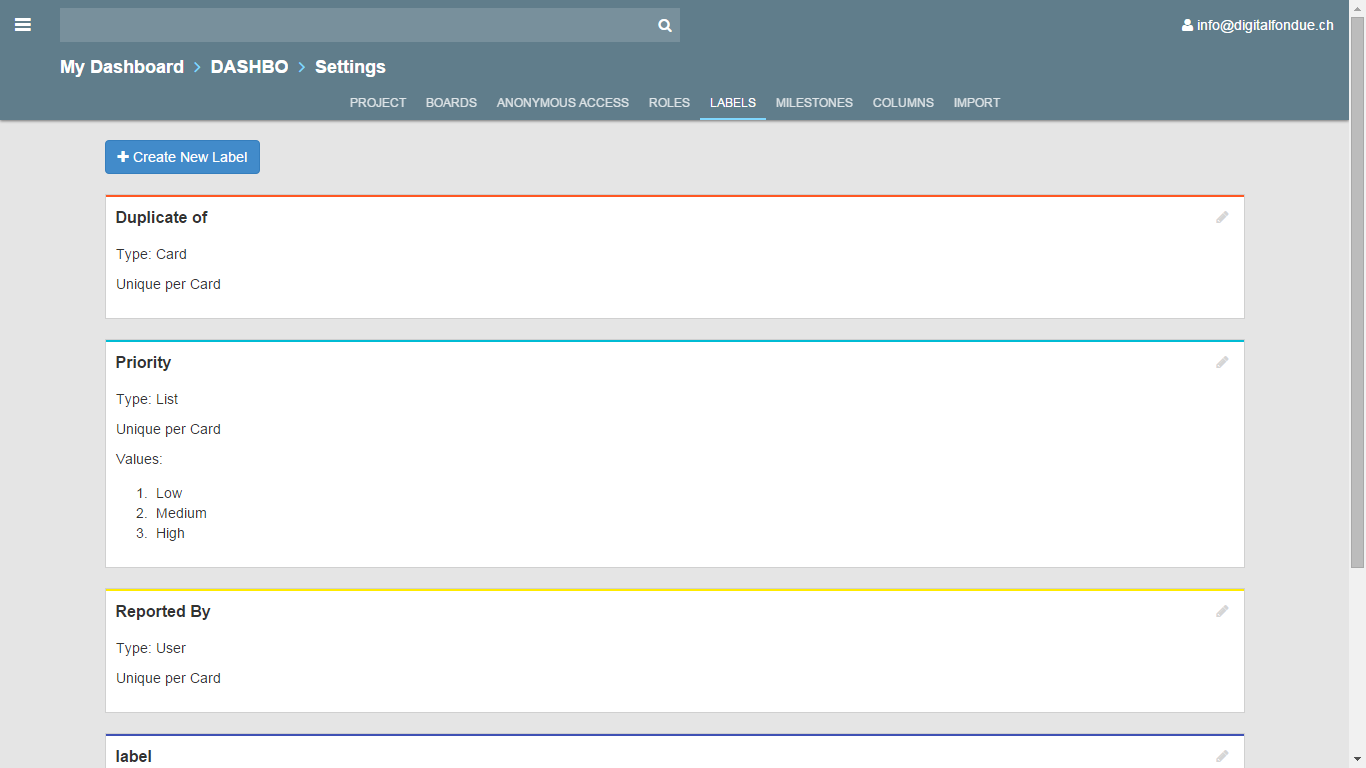 info@digitalfondue.ch
My Dashboard > DASHBO > Settings
PROJECT BOARDS ANONYMOUS ACCESS ROLES LABELS MILESTONES COLUMNS IMPORT
+ Create New Label
Duplicate of
Type: Card
Unique per Card
Priority
Type: List
Unique per Card
Values:
1. Low
2. Medium
3. High
Reported By
Type: User
Unique per Card
label